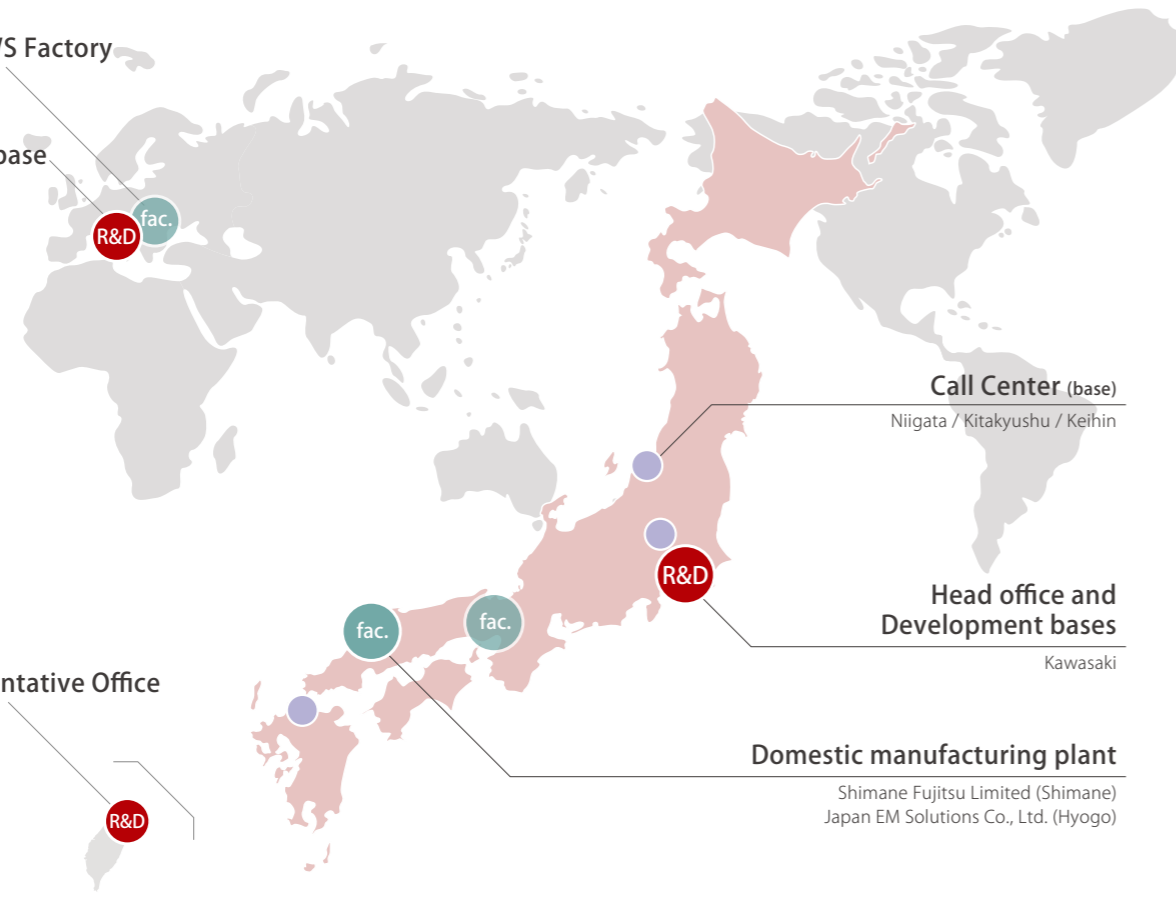 /S Factory
base
fac.
R&D
Call Center (base)
Niigata / Kitakyushu / Keihin
R&D
Head office and
Development bases
Kawasaki
fac.
fac.
ntative Office
Domestic manufacturing plant
Shimane Fujitsu Limited (Shimane)
Japan EM Solutions Co., Ltd. (Hyogo)
R&D